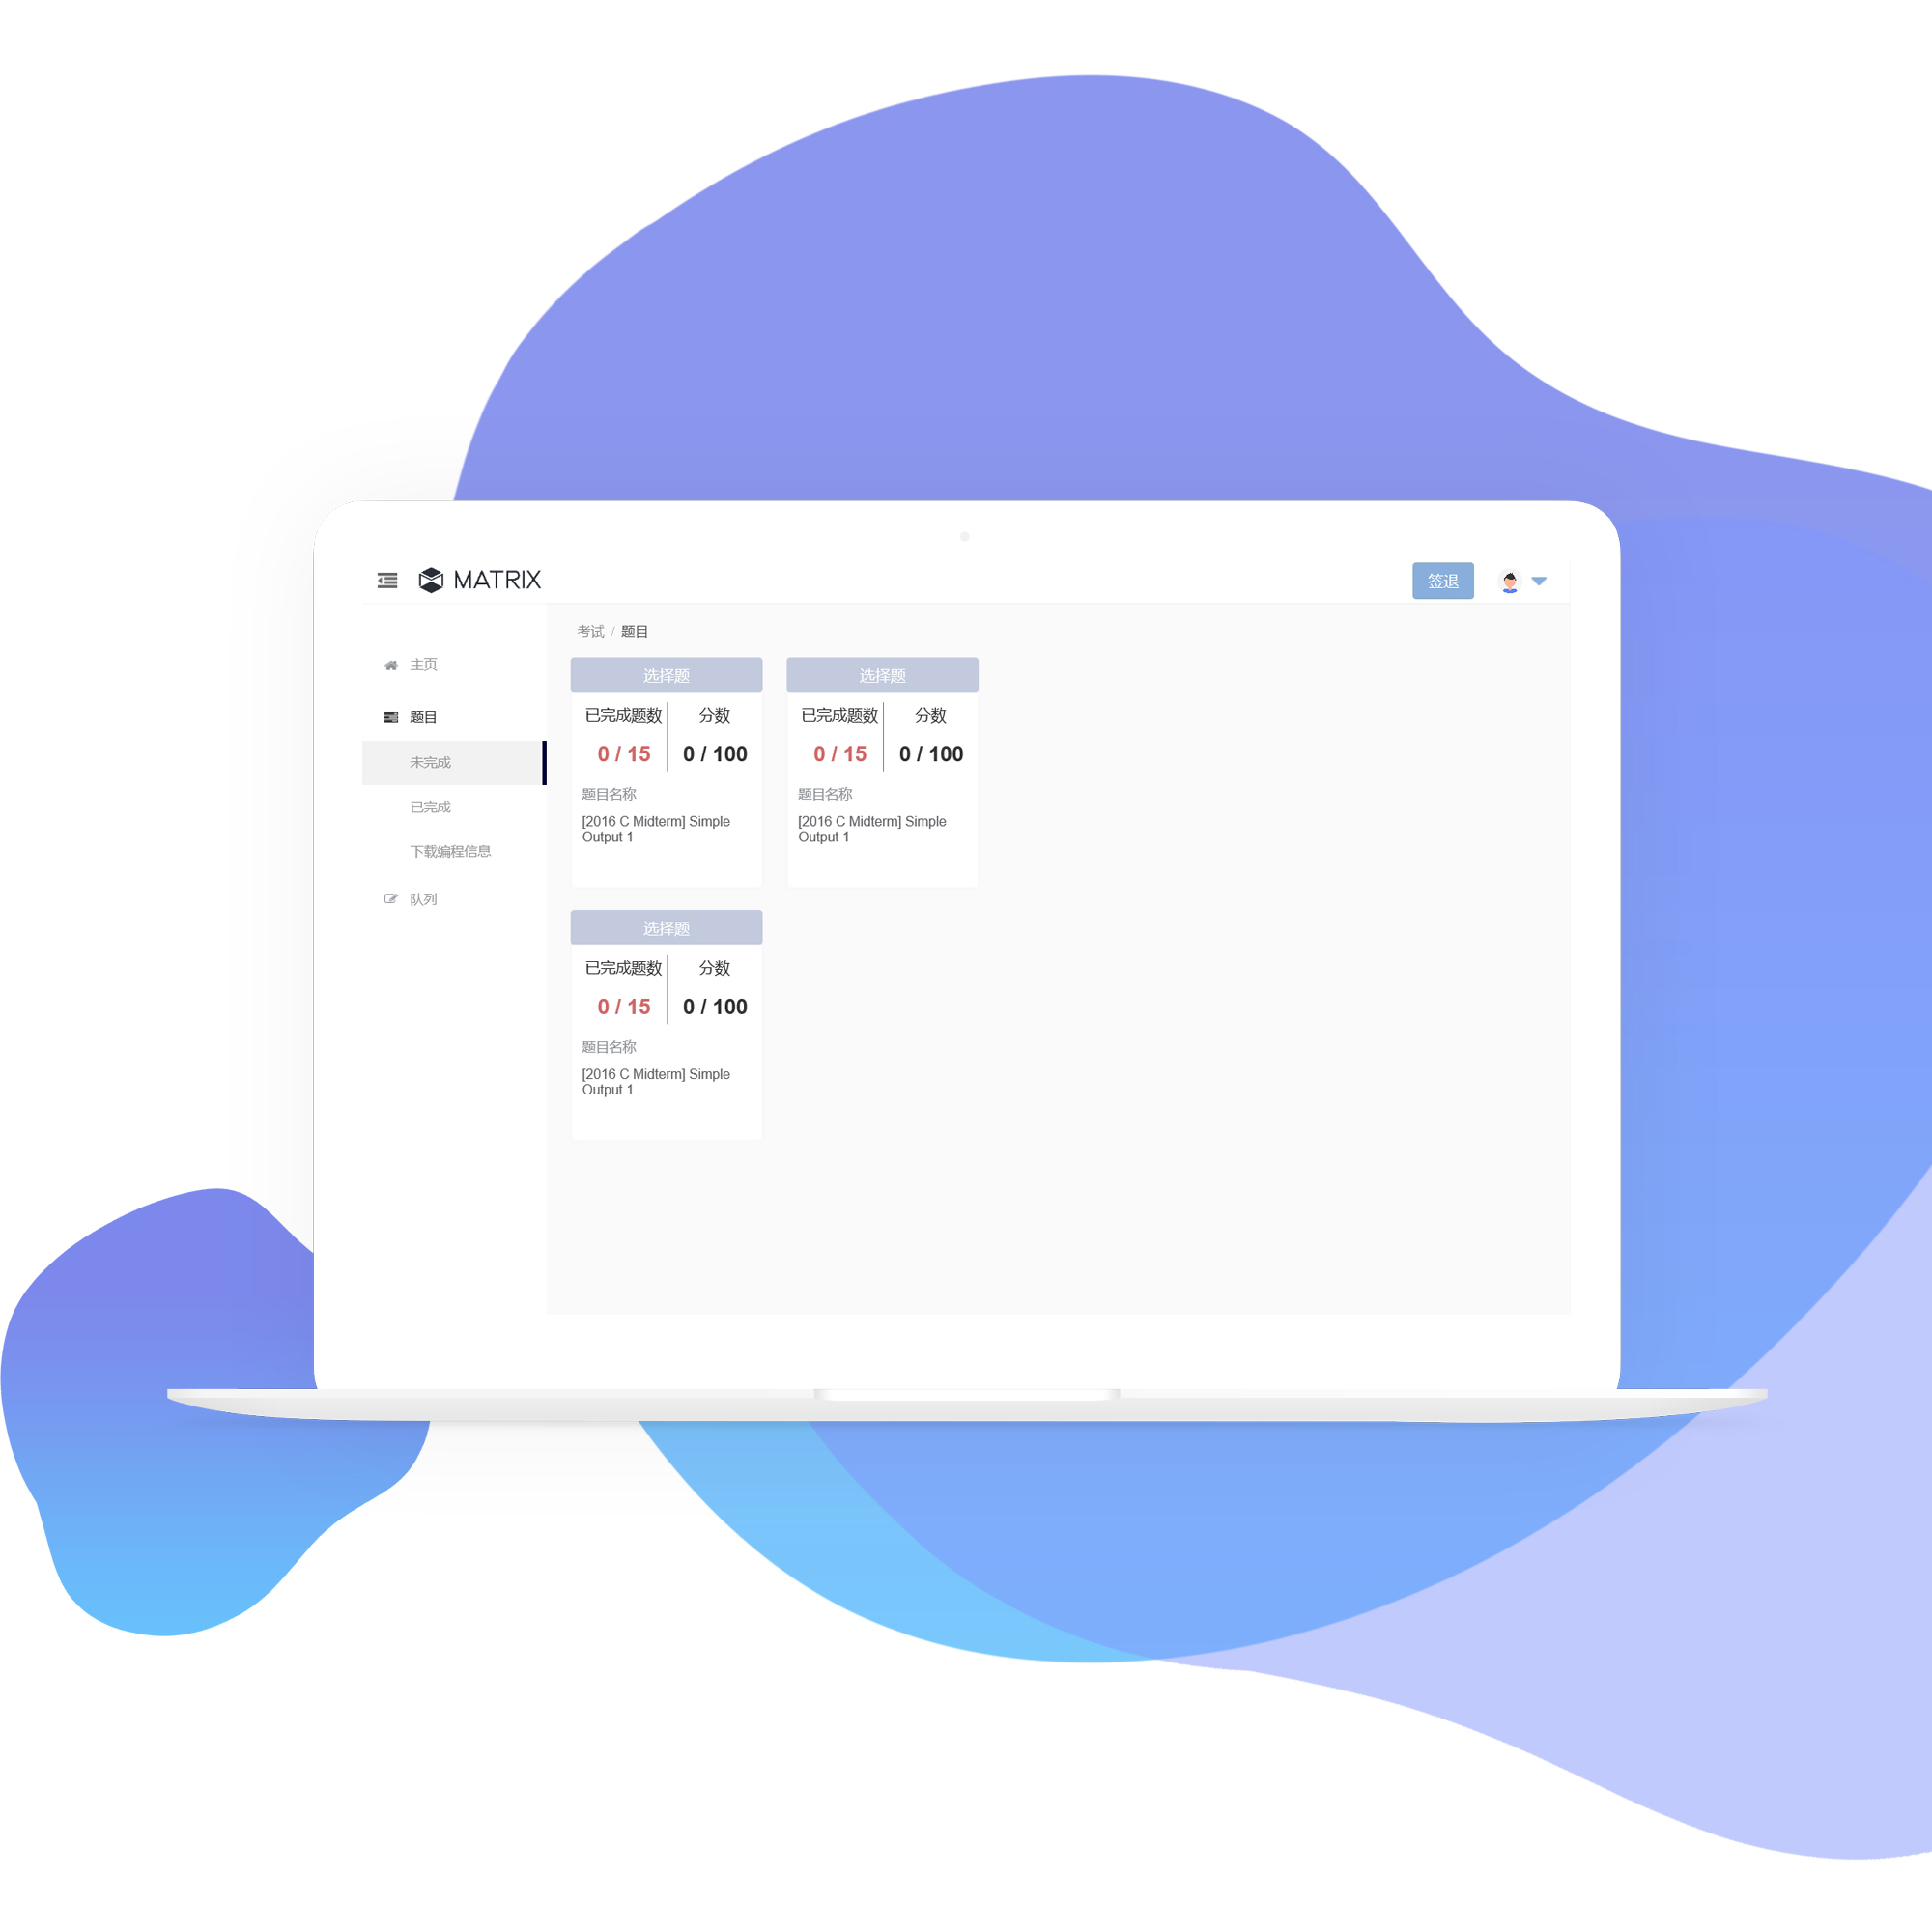 MATRIX
签退
主页
题目
未完成
已完成
下载编程信息
队列
考试 / 题目
选择题
已完成题数 分数
0 / 15 0 / 100
题目名称
[2016 C Midterm] Simple
Output 1
选择题
已完成题数 分数
0 / 15 0 / 100
题目名称
[2016 C Midterm] Simple
Output 1
选择题
已完成题数 分数
0 / 15 0 / 100
题目名称
[2016 C Midterm] Simple
Output 1